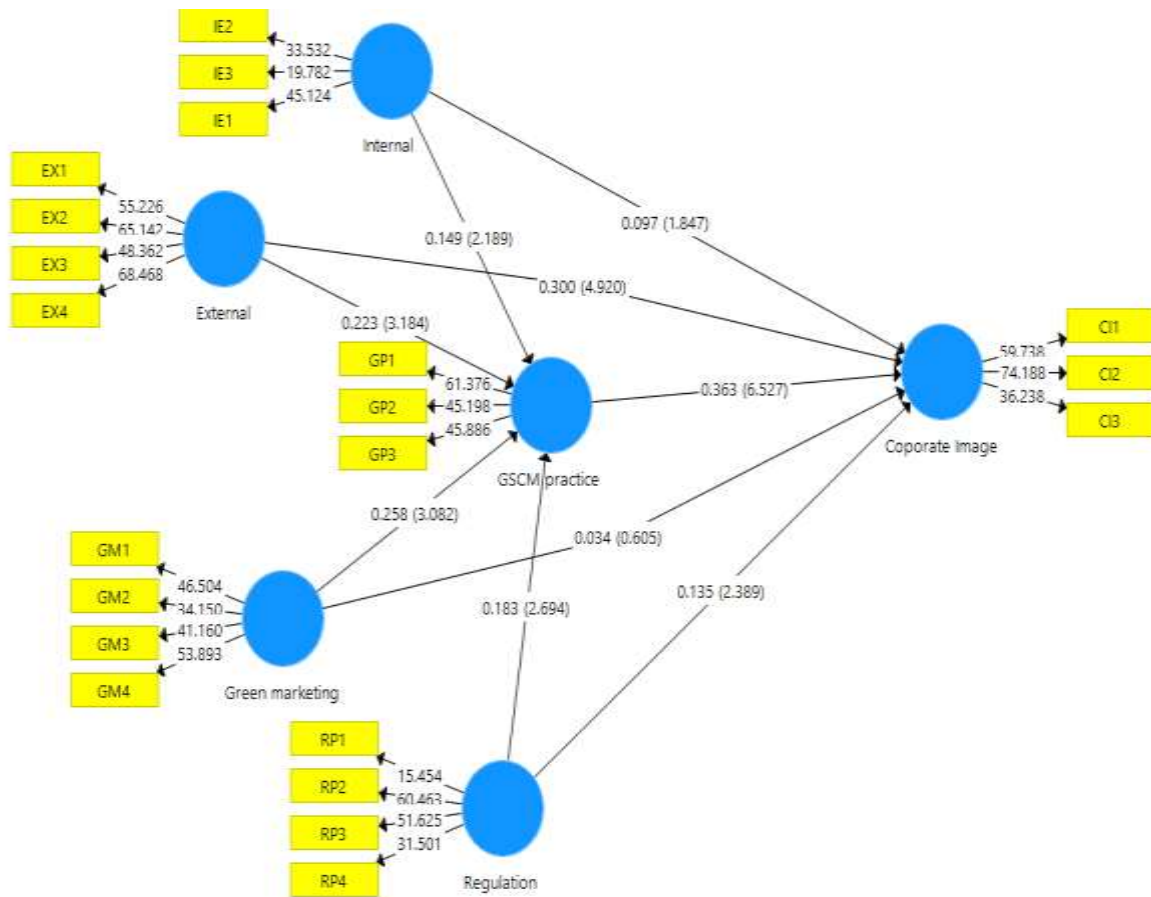 IE2
33.532
IE3
19.782
IE1
45.124
Internal
EX1
55.226
EX2
65.142
EX3
48.362
EX4
68.468
External
0.149 (2.189)
0.097 (1.847)
0.300 (4.920)
0.223 (3.184)
GP1
61.376
GP2
45.198
GP3
45.886
GSCM practice
0.363 (6.527)
CI1
59.738
CI2
74.188
CI3
36.238
Coporate Image
0.258 (3.082)
0.034 (0.605)
0.183 (2.694)
0.135 (2.389)
GM1
46.504
GM2
34.150
GM3
41.160
GM4
53.893
Green marketing
RP1
15.454
RP2
60.463
RP3
51.625
RP4
31.501
Regulation